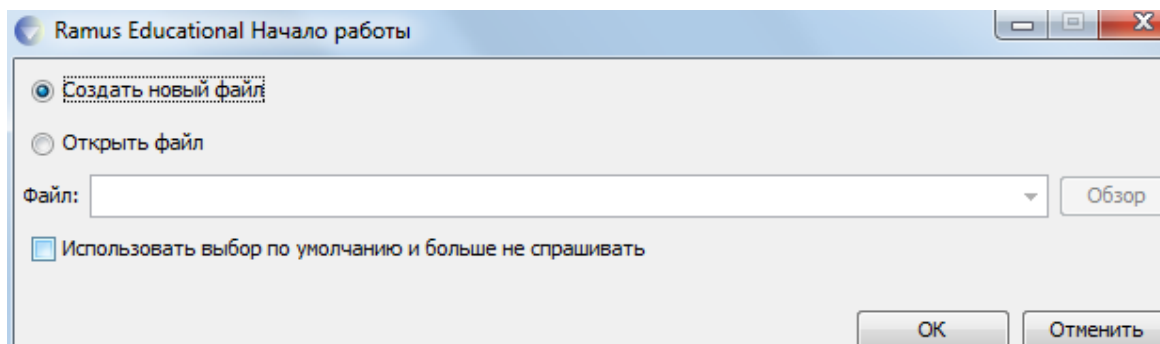 Ramus Educational Начало работы
Создать новый файл
Открыть файл
Файл:
Обзор
Использовать выбор по умолчанию и больше не спрашивать
ОК
Отменить